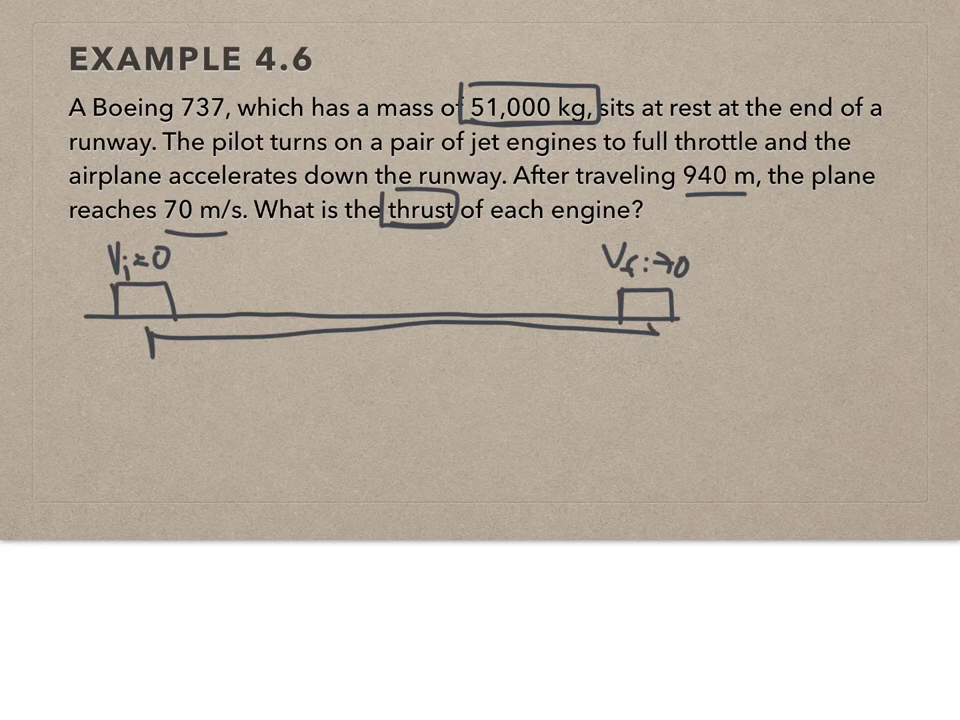 EXAMPLE 4.6
A Boeing 737, which has a mass of 51,000 kg, sits at rest at the end of a
runway. The pilot turns on a pair of jet engines to full throttle and the
airplane accelerates down the runway. After traveling 940 m, the plane
reaches 70 m/s. What is the thrust of each engine?
Vi=0 Vf: 70